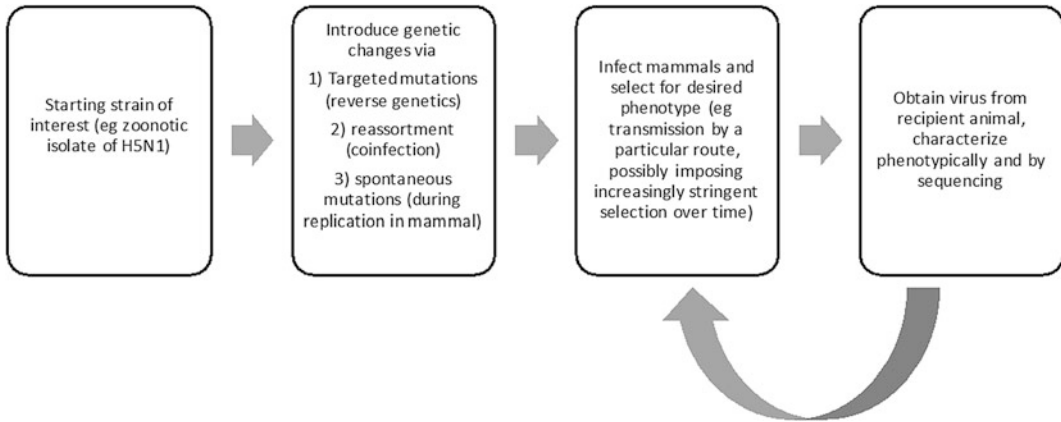 Starting strain of
interest (eg zoonotic
isolate of H5N1)
Introduce genetic
changes via
1) Targeted mutations
(reverse genetics)
2) reassortment
(coinfection)
3) spontaneous
mutations (during
replication in mammal)
Infect mammals and
select for desired
phenotype (eg
transmission by a
particular route,
possibly imposing
increasingly stringent
selection over time)
Obtain virus from
recipient animal,
characterize
phenotypically and by
sequencing